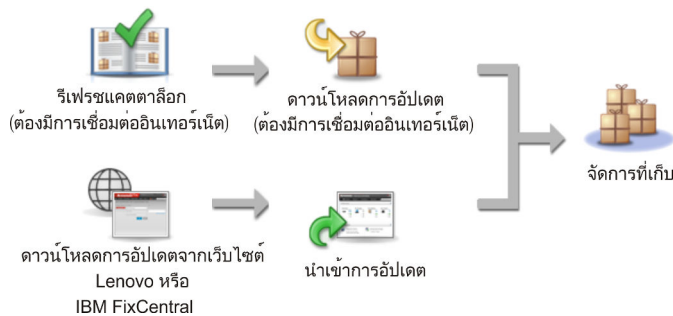 รีเฟรชแคตตาล็อก
(ต้องมีการเชื่อมต่ออินเทอร์เน็ต)
ดาวน์โหลดการอัปเดต
(ต้องมีการเชื่อมต่ออินเทอร์เน็ต)
จัดการที่เก็บ
ดาวน์โหลดการอัปเดตจากเว็บไซต์
Lenovo หรือ
IBM FixCentral
นำเข้าการอัปเดต